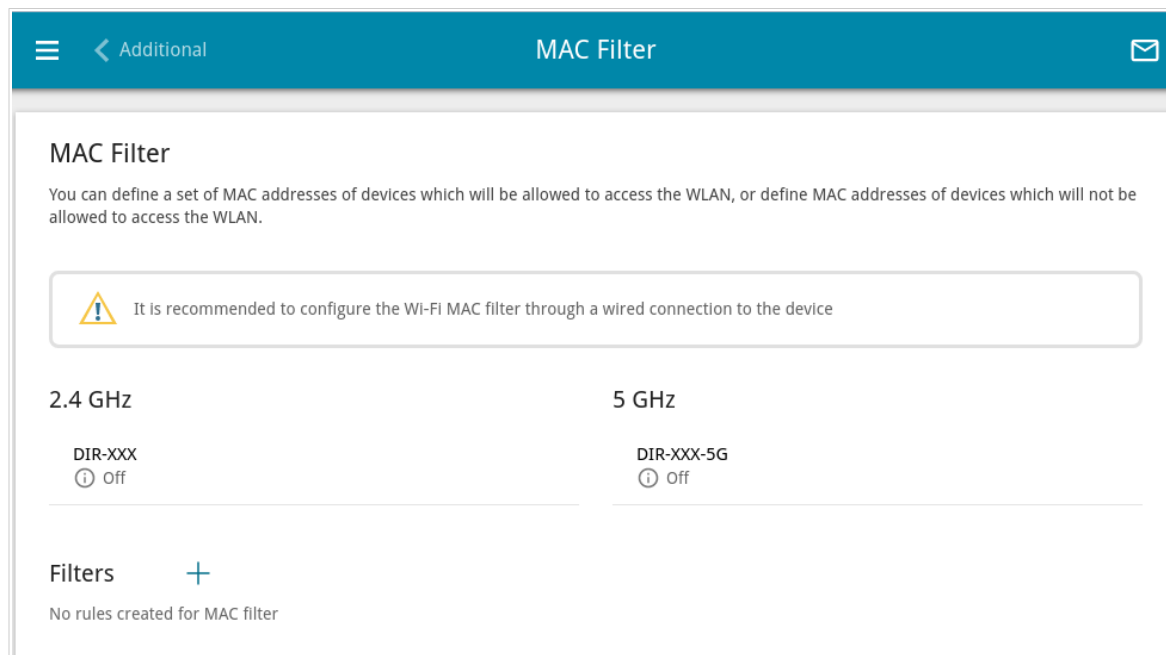 Additional
MAC Filter
MAC Filter
You can define a set of MAC addresses of devices which will be allowed to access the WLAN, or define MAC addresses of devices which will not be
allowed to access the WLAN.
It is recommended to configure the Wi-Fi MAC filter through a wired connection to the device
2.4 GHz
5 GHz
DIR-XXX
Off
DIR-XXX-5G
Off
Filters
No rules created for MAC filter